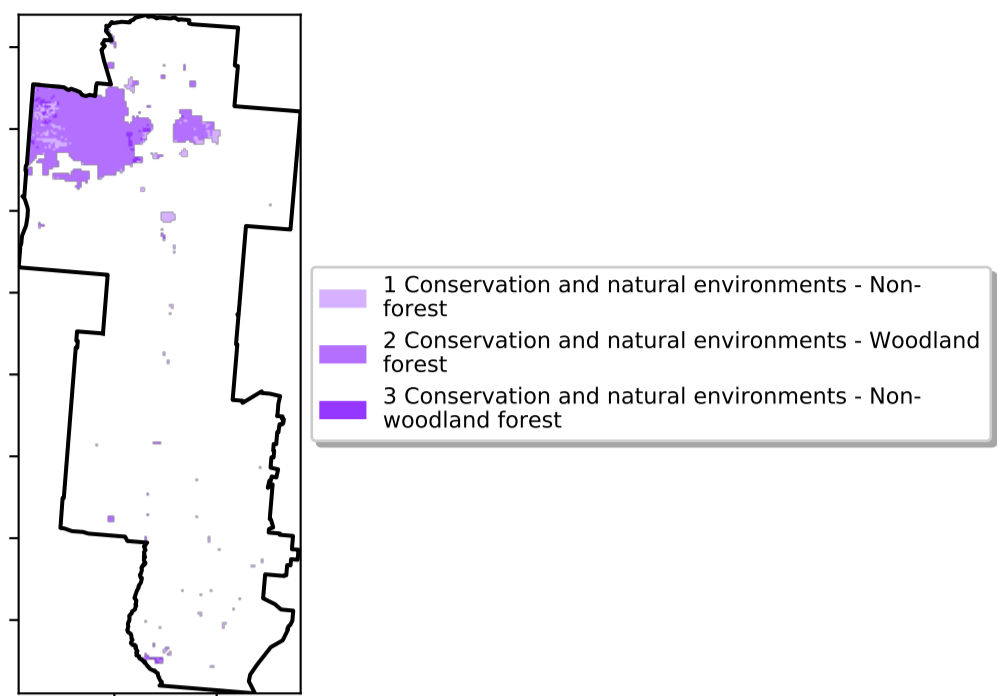 1 Conservation and natural environments - Non-
forest
2 Conservation and natural environments - Woodland
forest
3 Conservation and natural environments - Non-
woodland forest